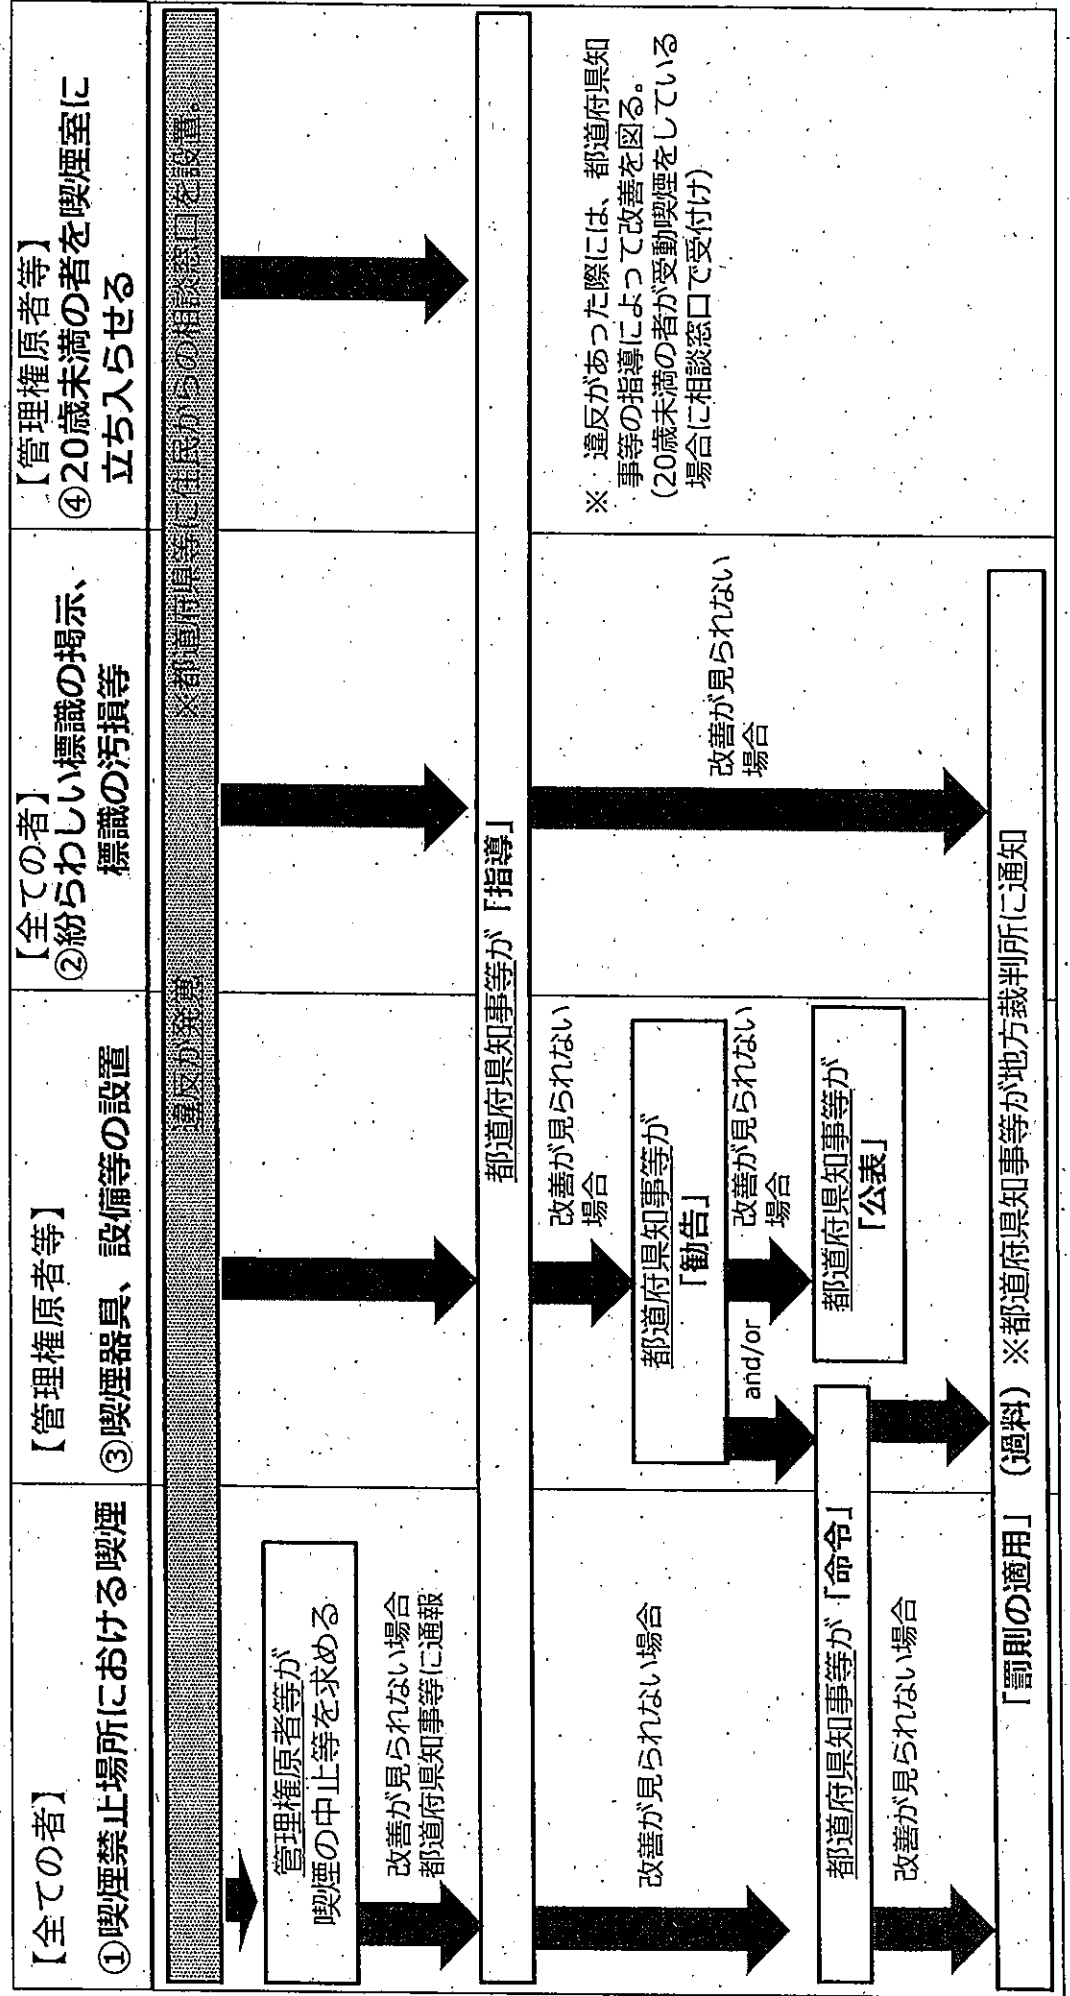 【全ての者】
①喫煙禁止場所における喫煙
【管理権原者等】
③喫煙器具、設備等の設置
【全ての者】
②紛らわしい標識の掲示、
標識の汚損等
【管理権原者等】
④20歳未満の者を喫煙室に
立ち入らせる
違反が発覚
※都道府県等に住民からの相談窓口を設置。
管理権原者等が
喫煙の中止等を求める
改善が見られない場合
都道府県知事等に通報
都道府県知事等が「指導」
改善が見られない場合
改善が見られない
場合
都道府県知事等が
「勧告」
and/or
改善が見られない
場合
都道府県知事等が
「公表」
改善が見られない
場合
※ 違反があった際には、都道府県知
事等の指導によって改善を図る。
（20歳未満の者が受動喫煙をしている
場合に相談窓口で受付け）
都道府県知事等が「命令」
改善が見られない場合
「罰則の適用」（過料）※都道府県知事等が地方裁判所に通知